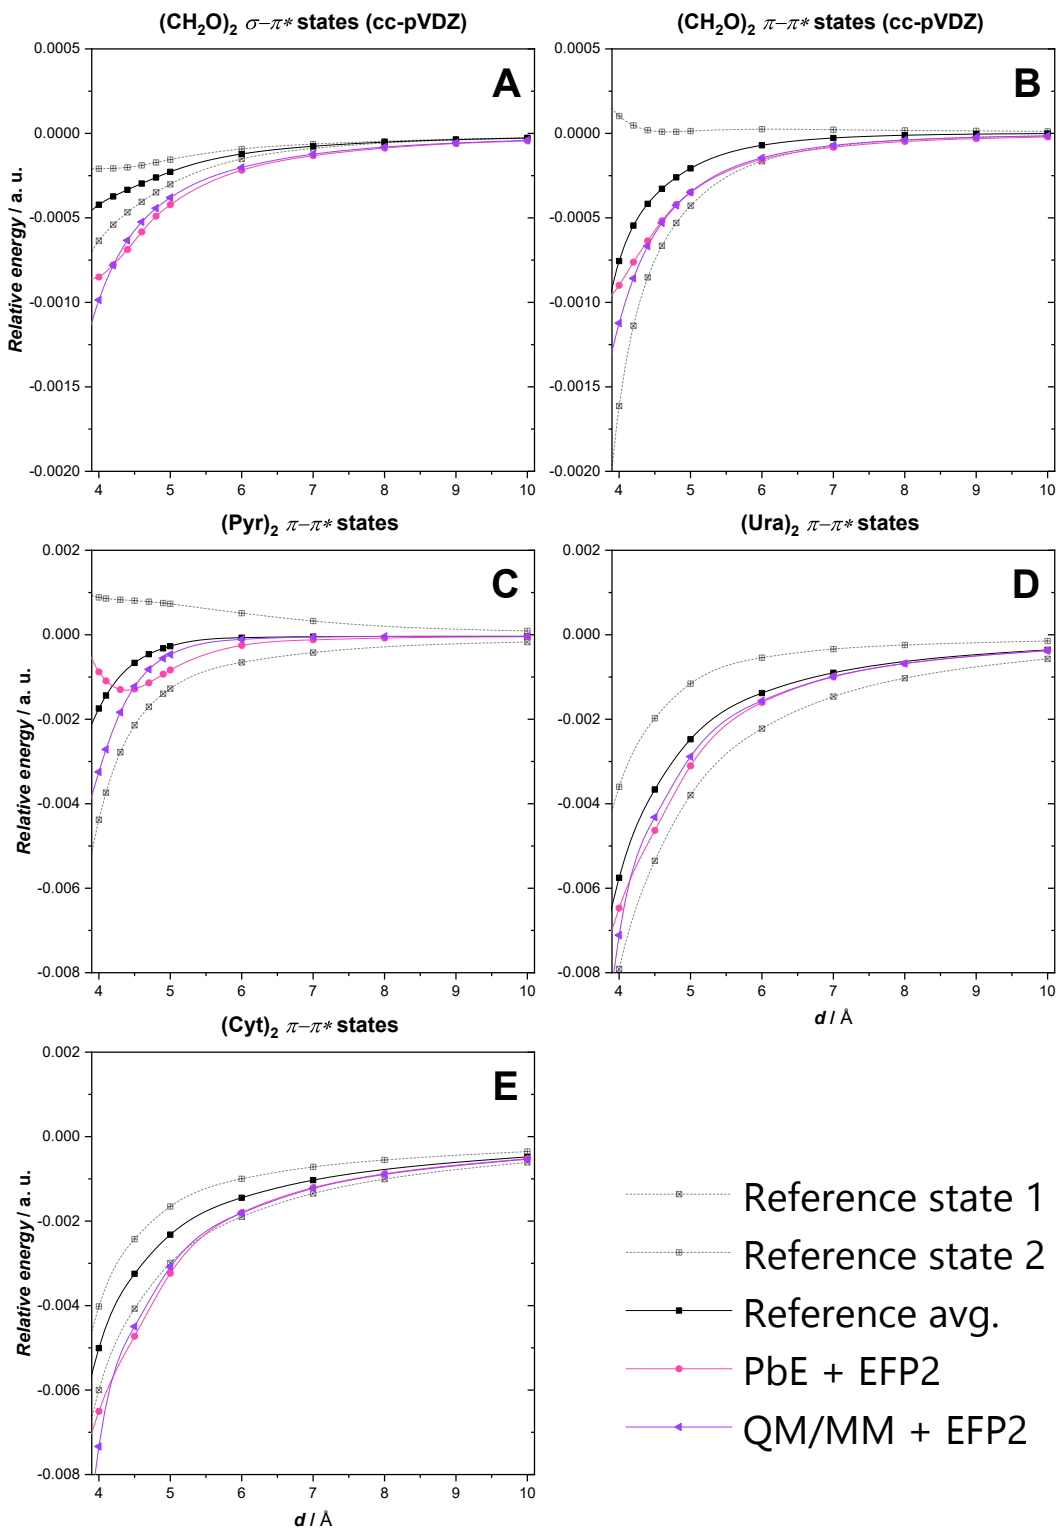 (CH₂O)₂ σ–π* states (cc-pVDZ)
(CH₂O)₂ π–π* states (cc-pVDZ)
0.0005
0.0000
-0.0005
-0.0010
-0.0015
-0.0020
Relative energy / a. u.
A
4 5 6 7 8 9 10
0.0005
0.0000
-0.0005
-0.0010
-0.0015
-0.0020
B
4 5 6 7 8 9 10
(Pyr)₂ π–π* states
(Ura)₂ π–π* states
0.002
0.000
-0.002
-0.004
-0.006
-0.008
Relative energy / a. u.
C
4 5 6 7 8 9 10
0.002
0.000
-0.002
-0.004
-0.006
-0.008
D
4 5 6 7 8 9 10
d / Å
(Cyt)₂ π–π* states
0.002
0.000
-0.002
-0.004
-0.006
-0.008
Relative energy / a. u.
E
4 5 6 7 8 9 10
d / Å
Reference state 1
Reference state 2
Reference avg.
PbE + EFP2
QM/MM + EFP2